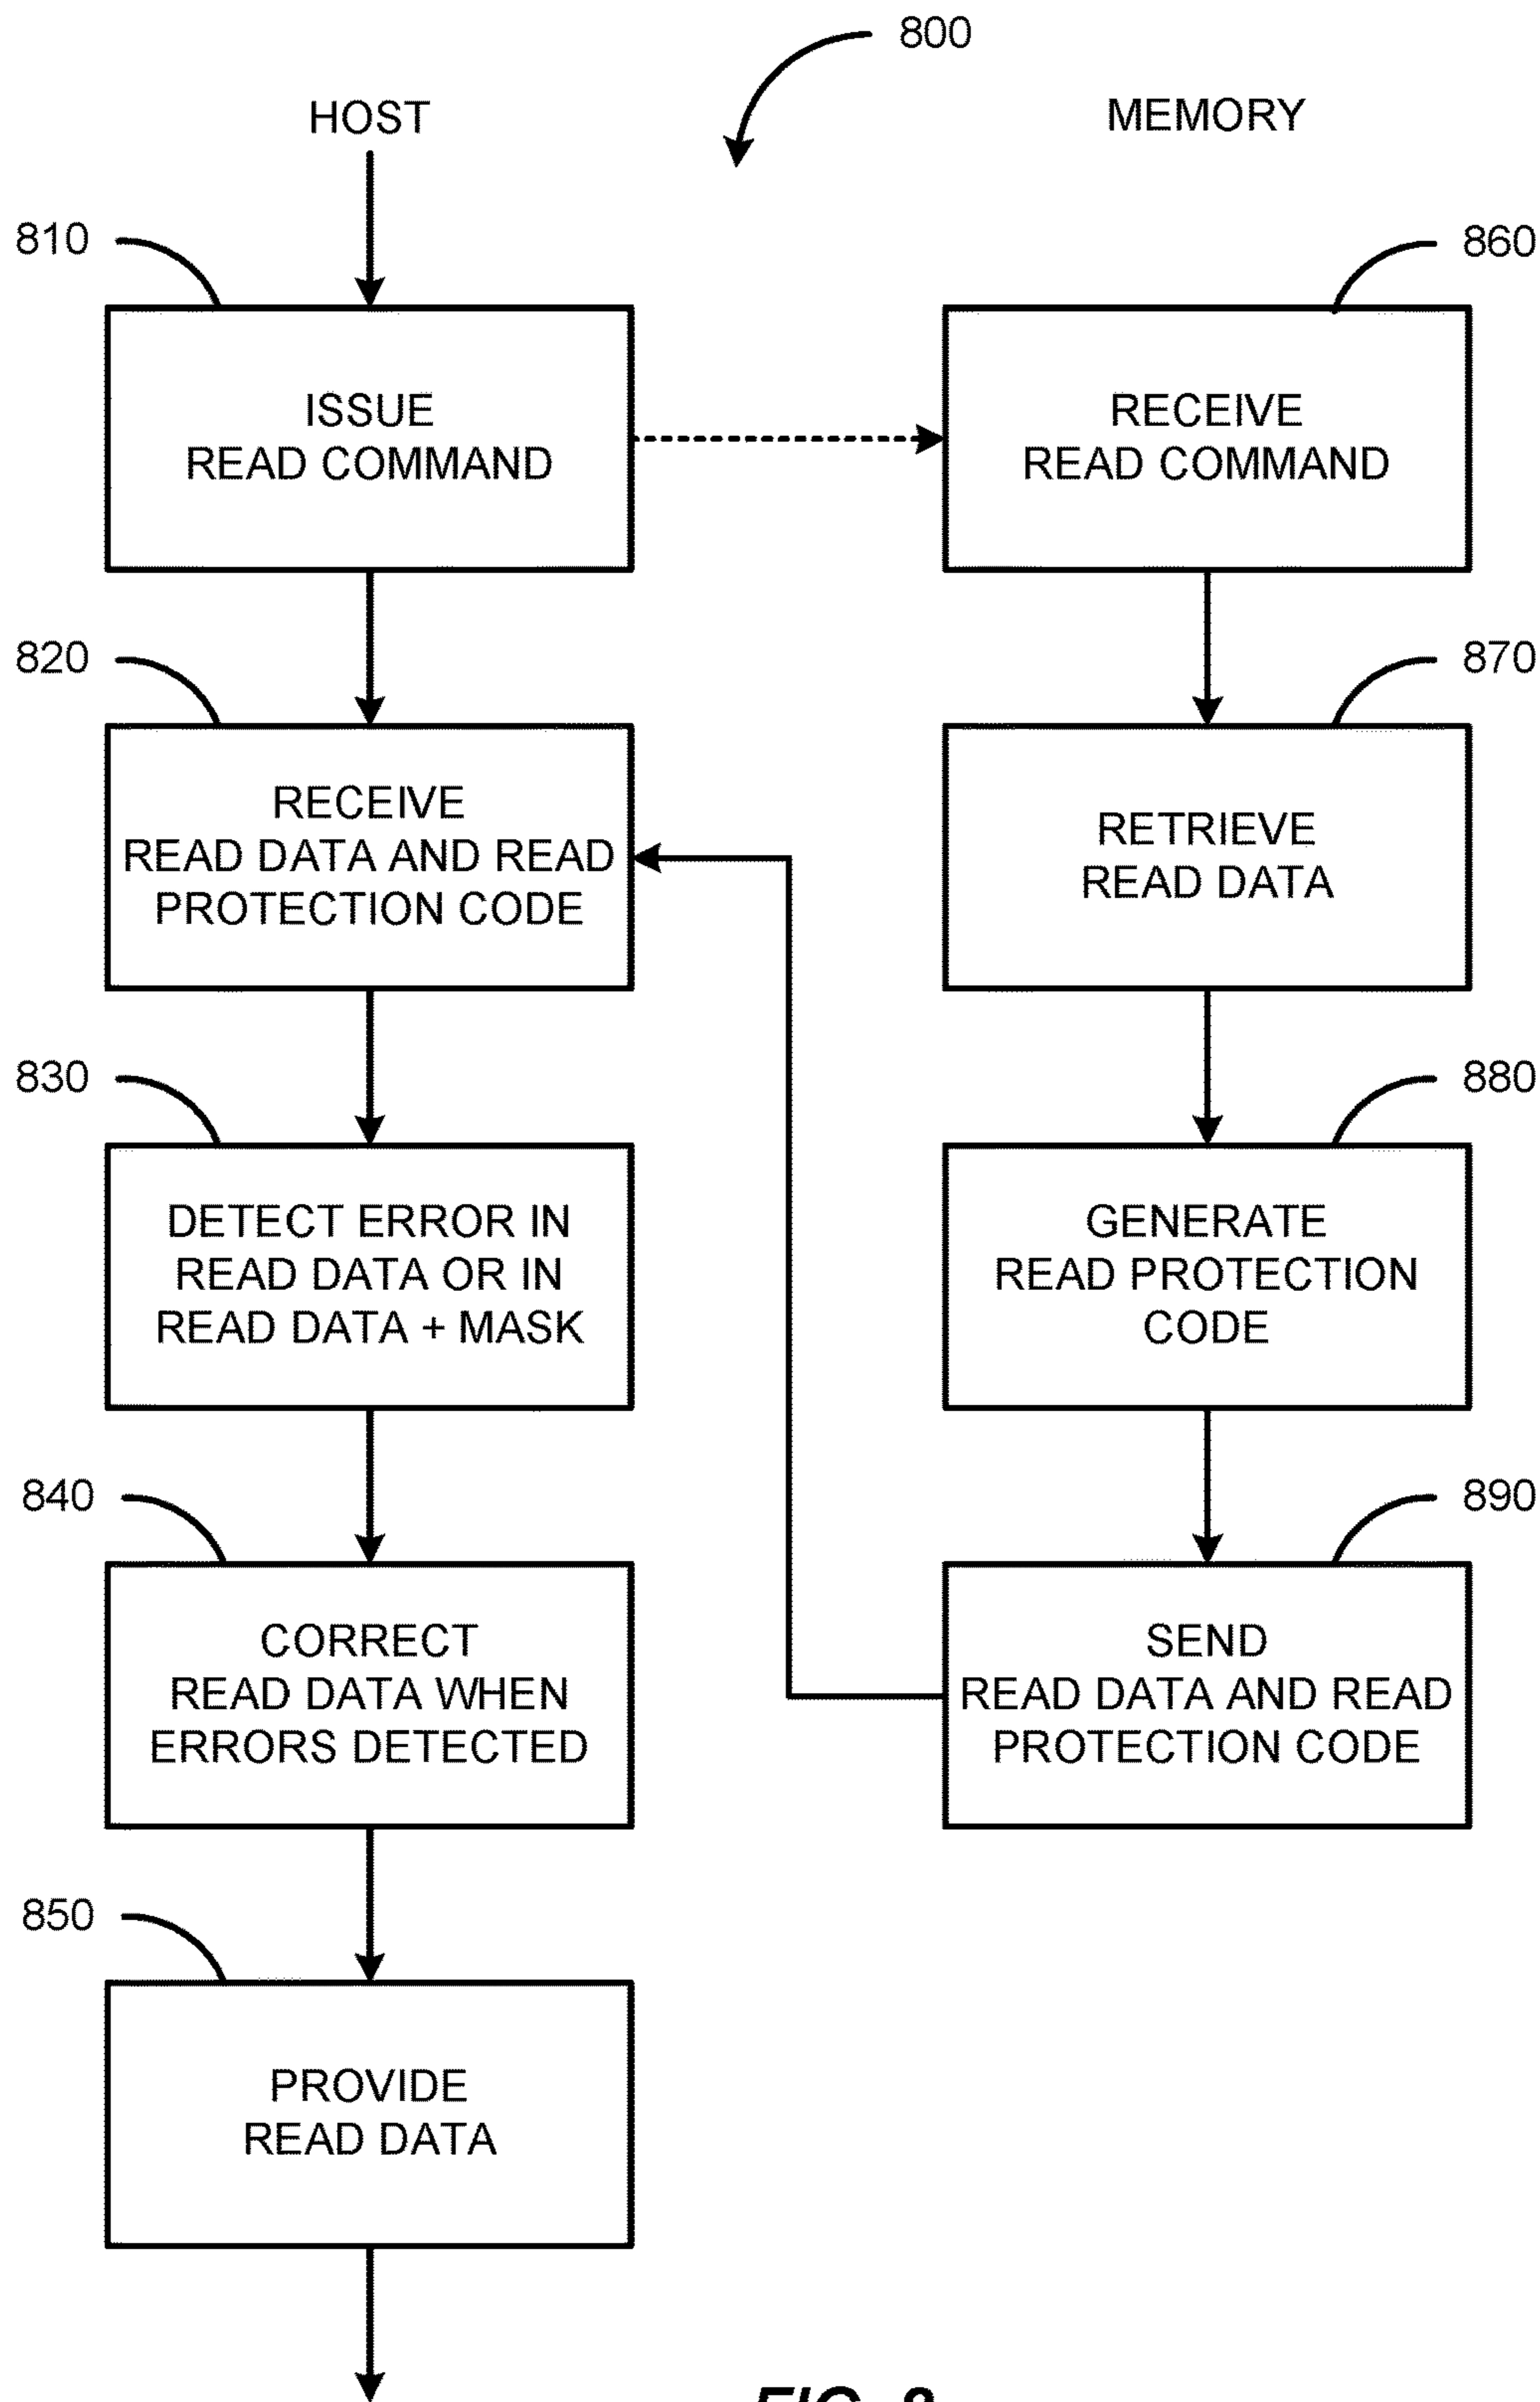 800
HOST
MEMORY
810
860
ISSUE
READ COMMAND
RECEIVE
READ COMMAND
820
870
RECEIVE
READ DATA AND READ
PROTECTION CODE
RETRIEVE
READ DATA
830
880
DETECT ERROR IN
READ DATA OR IN
READ DATA + MASK
GENERATE
READ PROTECTION
CODE
840
890
CORRECT
READ DATA WHEN
ERRORS DETECTED
SEND
READ DATA AND READ
PROTECTION CODE
850
PROVIDE
READ DATA
FIG. 8